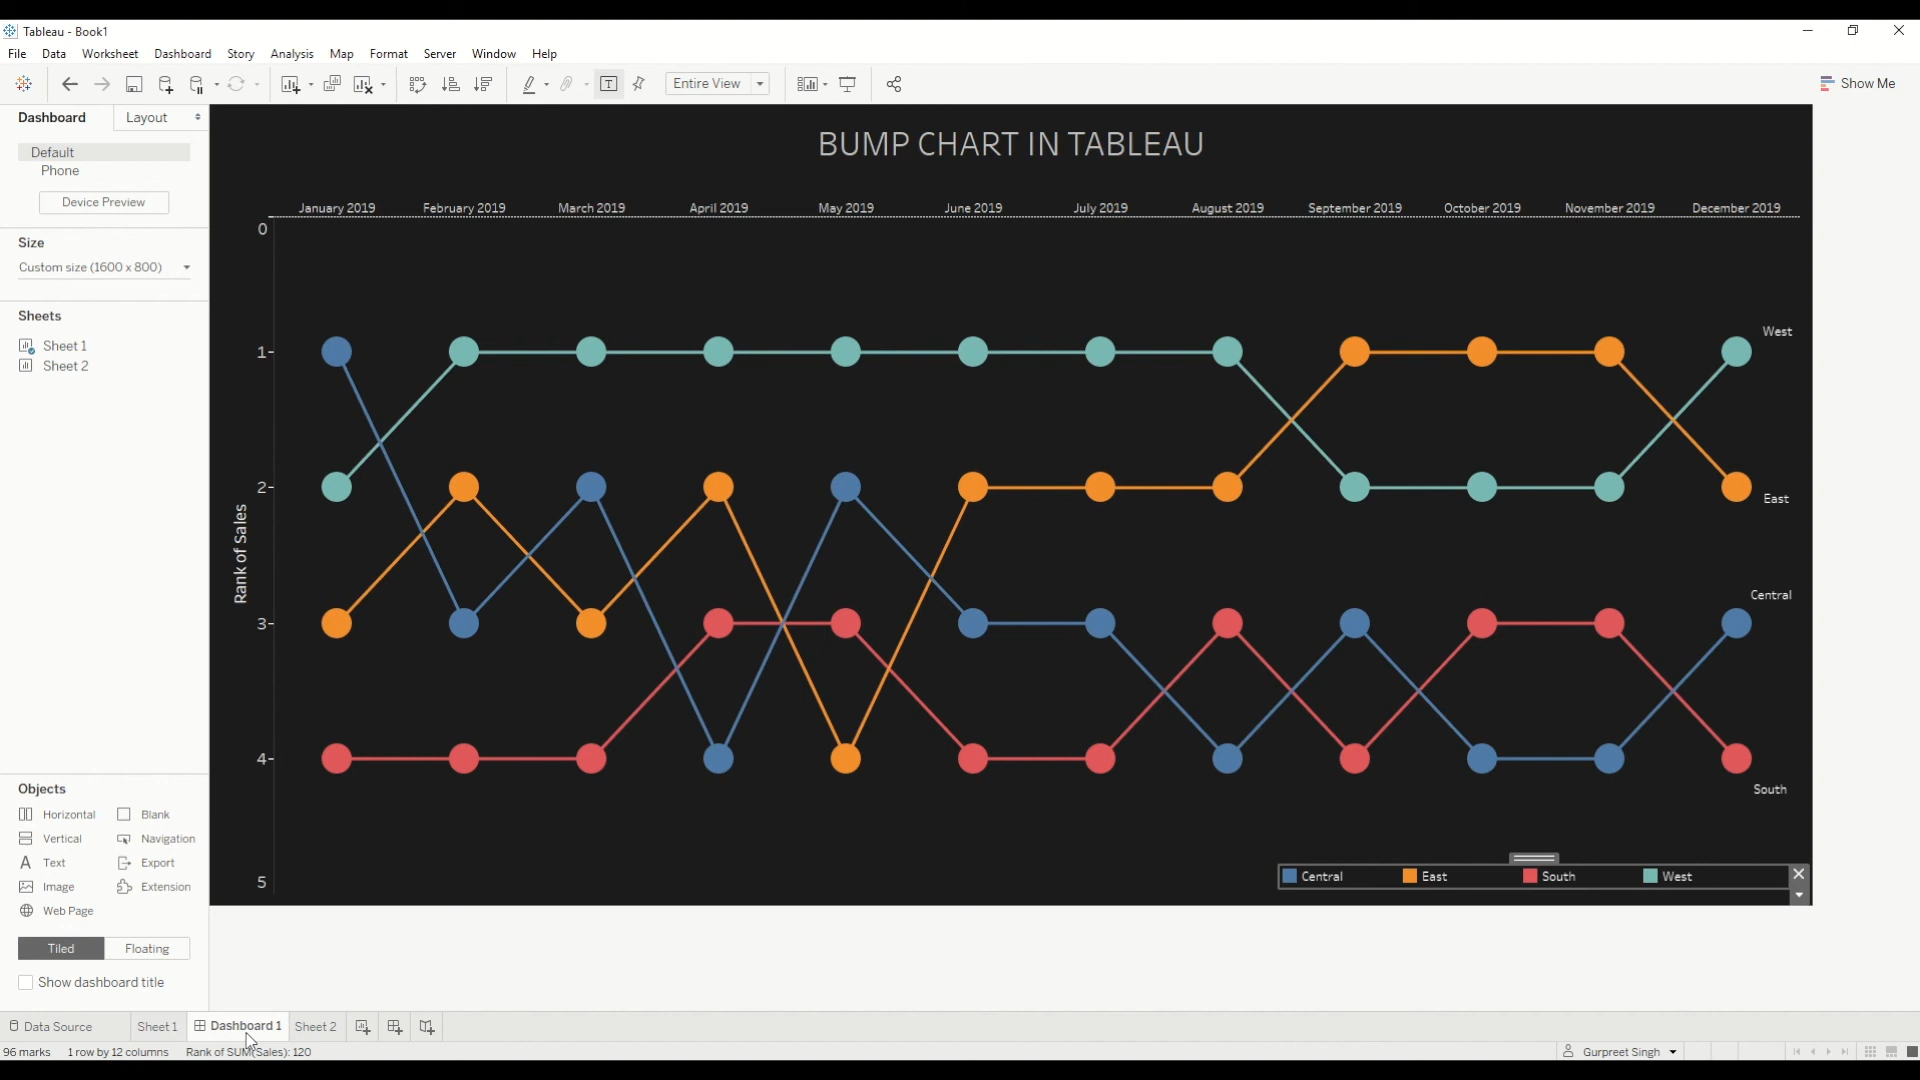 Tableau - Book1
File Data Worksheet Dashboard Story Analysis Map Format Server Window Help
T Entire View Show Me
Dashboard Layout
Default
Phone
Device Preview
Size
Custom size (1600 x 800)
Sheets
Sheet 1
Sheet 2
Objects
Horizontal Blank
Vertical Navigation
A Text Export
Image Extension
Web Page
Tiled Floating
Show dashboard title
BUMP CHART IN TABLEAU
January 2019 February 2019 March 2019 April 2019 May 2019 June 2019 July 2019 August 2019 September 2019 October 2019 November 2019 December 2019
0
1
2
3
4
5
Rank of Sales
West
East
Central
South
Central East South West
Data Source Sheet 1 Dashboard 1 Sheet 2
96 marks 1 row by 12 columns Rank of SUM(Sales): 120 Gurpreet Singh